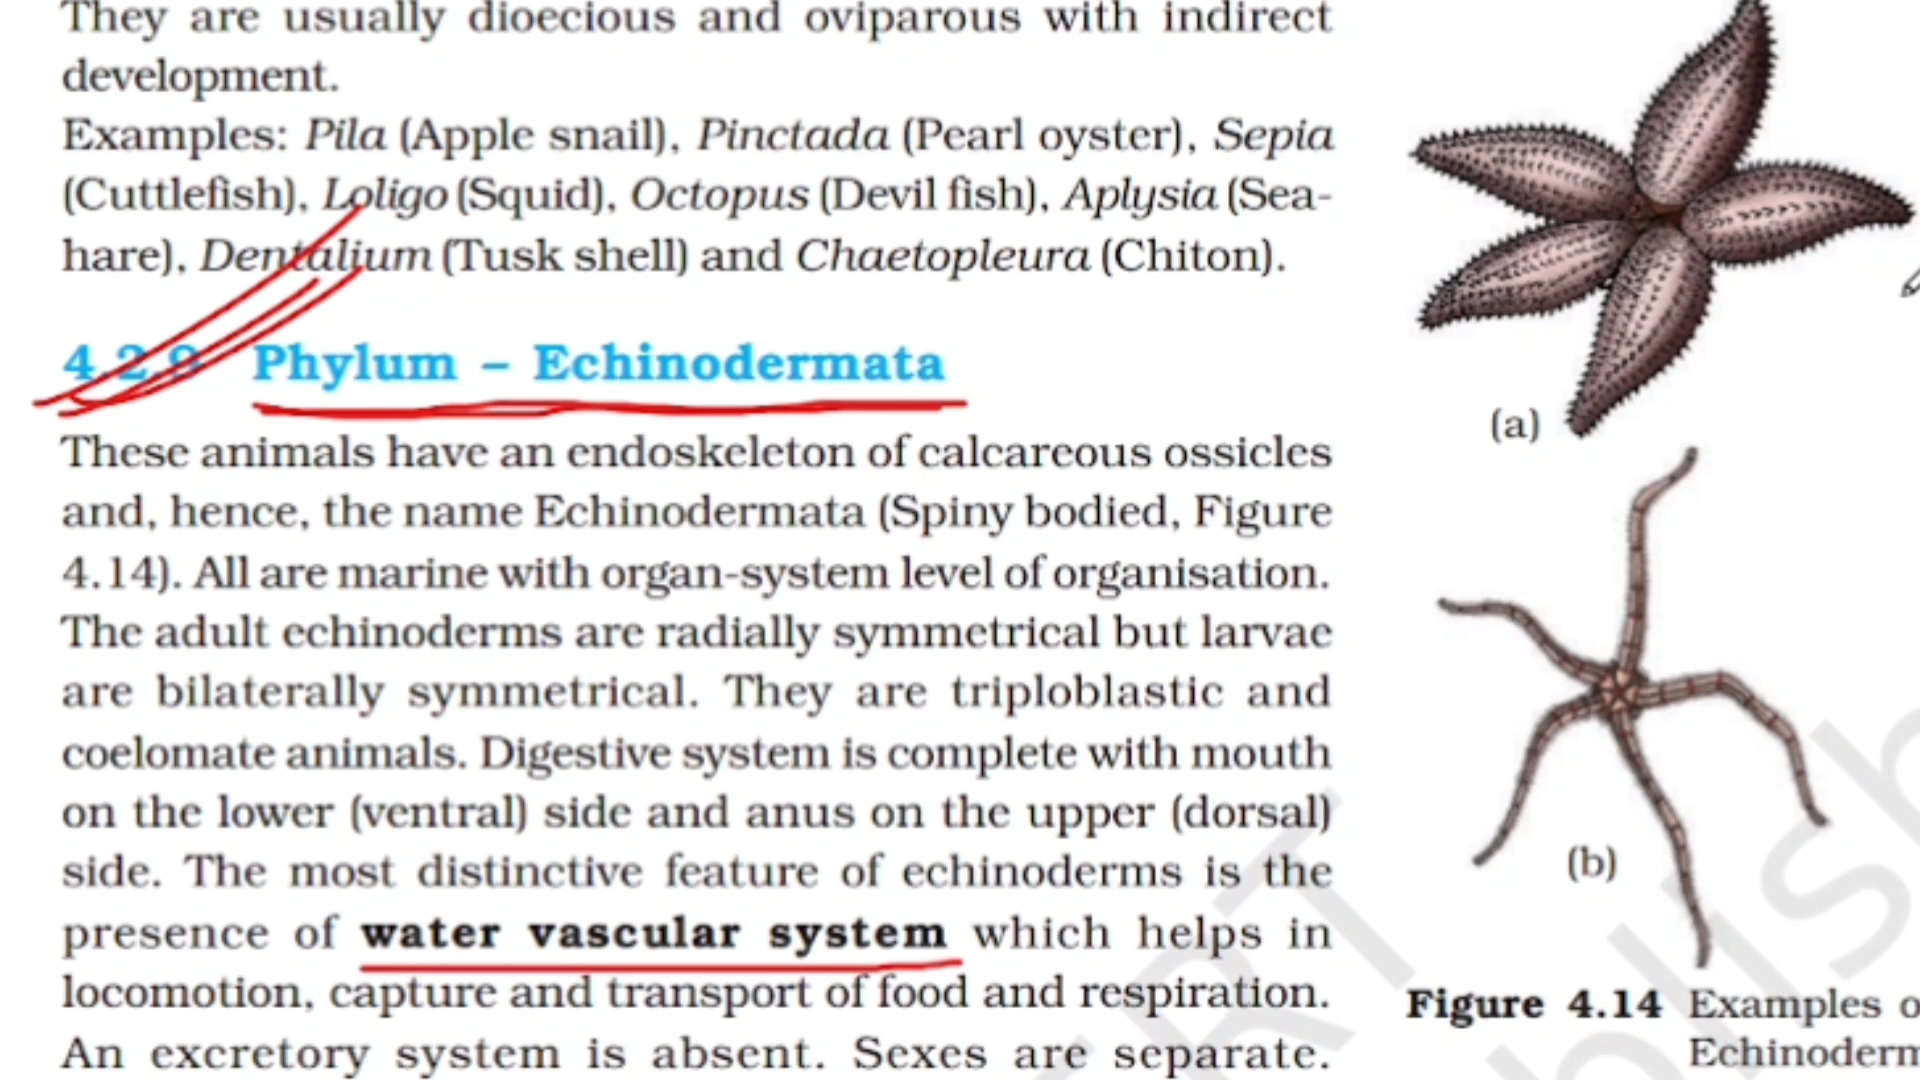 They are usually dioecious and oviparous with indirect
development.
Examples: Pila (Apple snail), Pinctada (Pearl oyster), Sepia
(Cuttlefish), Loligo (Squid), Octopus (Devil fish), Aplysia (Sea-
hare), Dentalium (Tusk shell) and Chaetopleura (Chiton).
4.2.9 Phylum – Echinodermata
These animals have an endoskeleton of calcareous ossicles
and, hence, the name Echinodermata (Spiny bodied, Figure
4.14). All are marine with organ-system level of organisation.
The adult echinoderms are radially symmetrical but larvae
are bilaterally symmetrical. They are triploblastic and
coelomate animals. Digestive system is complete with mouth
on the lower (ventral) side and anus on the upper (dorsal)
side. The most distinctive feature of echinoderms is the
presence of water vascular system which helps in
locomotion, capture and transport of food and respiration.
An excretory system is absent. Sexes are separate.
(a)
(b)
Figure 4.14 Examples o
Echinoderm